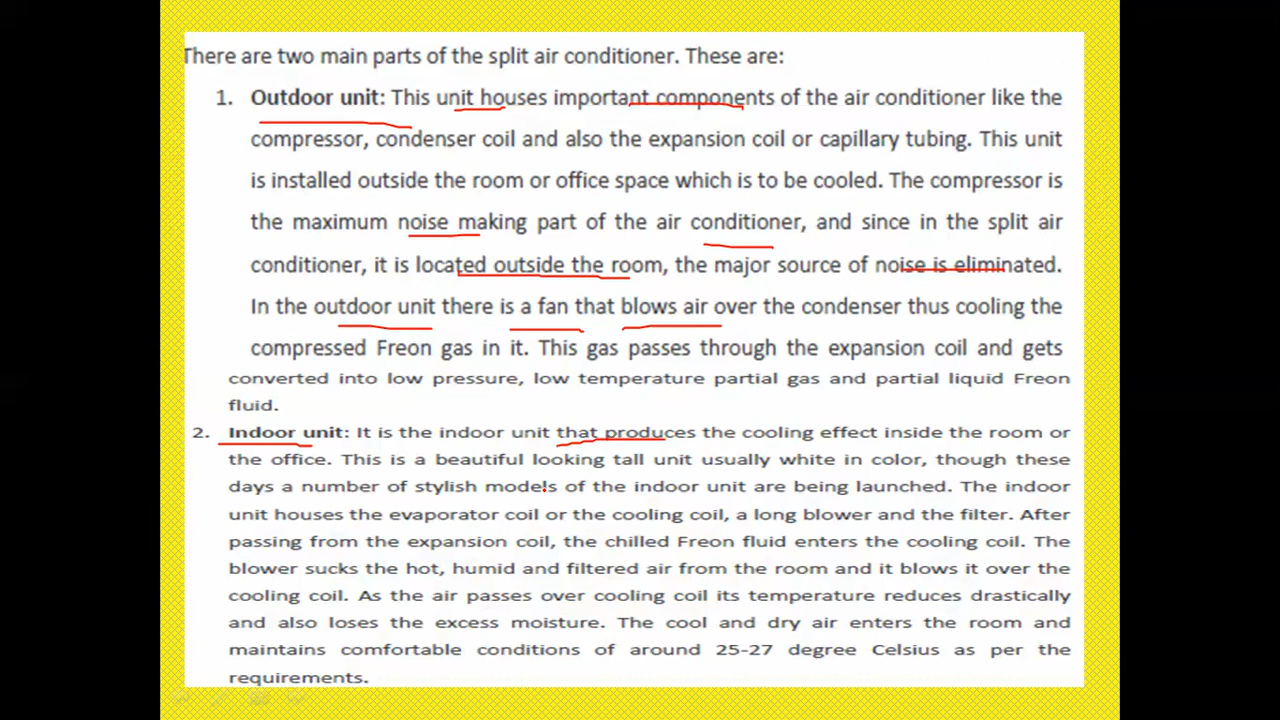 There are two main parts of the split air conditioner. These are:
1. Outdoor unit: This unit houses important components of the air conditioner like the
compressor, condenser coil and also the expansion coil or capillary tubing. This unit
is installed outside the room or office space which is to be cooled. The compressor is
the maximum noise making part of the air conditioner, and since in the split air
conditioner, it is located outside the room, the major source of noise is eliminated.
In the outdoor unit there is a fan that blows air over the condenser thus cooling the
compressed Freon gas in it. This gas passes through the expansion coil and gets
converted into low pressure, low temperature partial gas and partial liquid Freon
fluid.
2. Indoor unit: It is the indoor unit that produces the cooling effect inside the room or
the office. This is a beautiful looking tall unit usually white in color, though these
days a number of stylish models of the indoor unit are being launched. The indoor
unit houses the evaporator coil or the cooling coil, a long blower and the filter. After
passing from the expansion coil, the chilled Freon fluid enters the cooling coil. The
blower sucks the hot, humid and filtered air from the room and it blows it over the
cooling coil. As the air passes over cooling coil its temperature reduces drastically
and also loses the excess moisture. The cool and dry air enters the room and
maintains comfortable conditions of around 25-27 degree Celsius as per the
requirements.